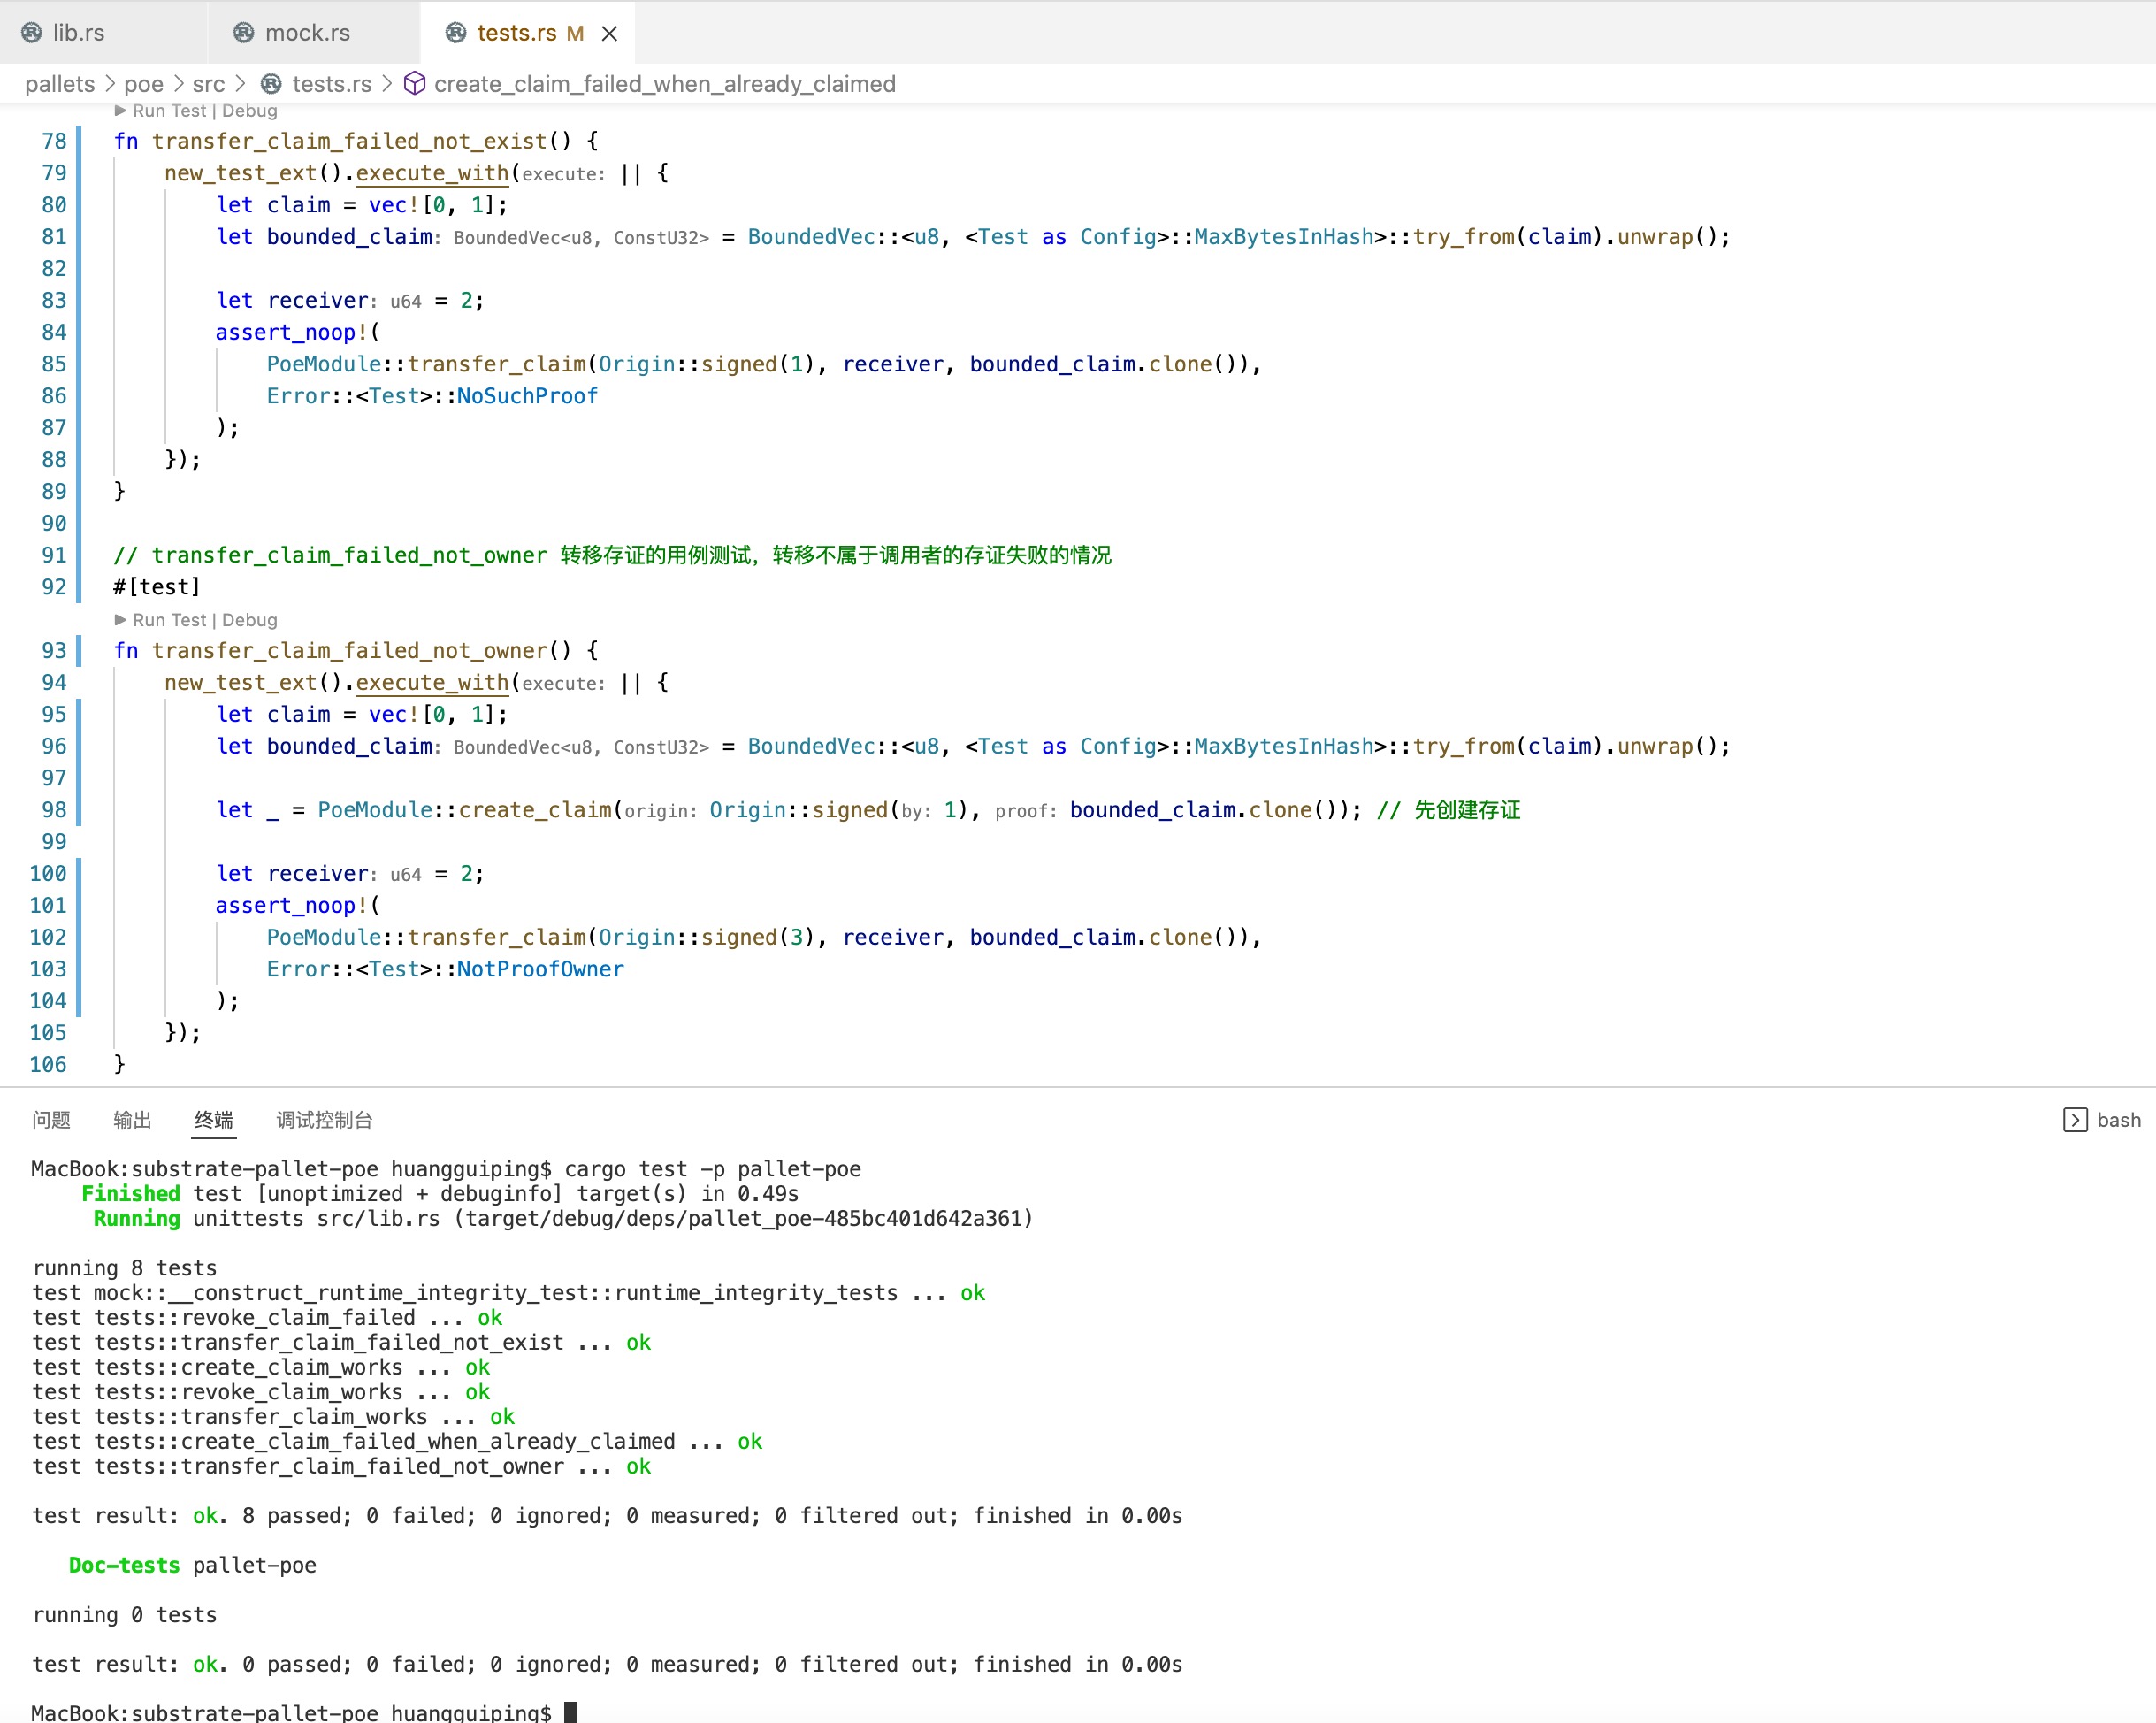 lib.rs
mock.rs
tests.rs M
pallets > poe > src > tests.rs > create_claim_failed_when_already_claimed
Run Test | Debug
78 fn transfer_claim_failed_not_exist() {
79 new_test_ext().execute_with(execute: || {
80 let claim = vec![0, 1];
81 let bounded_claim: BoundedVec<u8, ConstU32> = BoundedVec::<u8, <Test as Config>::MaxBytesInHash>::try_from(claim).unwrap();
82
83 let receiver: u64 = 2;
84 assert_noop!(
85 PoeModule::transfer_claim(Origin::signed(1), receiver, bounded_claim.clone()),
86 Error::<Test>::NoSuchProof
87 );
88 });
89 }
90
91 // transfer_claim_failed_not_owner 转移存证的用例测试，转移不属于调用者的存证失败的情况
92 #[test]
Run Test | Debug
93 fn transfer_claim_failed_not_owner() {
94 new_test_ext().execute_with(execute: || {
95 let claim = vec![0, 1];
96 let bounded_claim: BoundedVec<u8, ConstU32> = BoundedVec::<u8, <Test as Config>::MaxBytesInHash>::try_from(claim).unwrap();
97
98 let _ = PoeModule::create_claim(origin: Origin::signed(by: 1), proof: bounded_claim.clone()); // 先创建存证
99
100 let receiver: u64 = 2;
101 assert_noop!(
102 PoeModule::transfer_claim(Origin::signed(3), receiver, bounded_claim.clone()),
103 Error::<Test>::NotProofOwner
104 );
105 });
106 }
问题 输出 终端 调试控制台 bash
MacBook:substrate-pallet-poe huangguiping$ cargo test -p pallet-poe
Finished test [unoptimized + debuginfo] target(s) in 0.49s
Running unittests src/lib.rs (target/debug/deps/pallet_poe-485bc401d642a361)
running 8 tests
test mock::__construct_runtime_integrity_test::runtime_integrity_tests ... ok
test tests::revoke_claim_failed ... ok
test tests::transfer_claim_failed_not_exist ... ok
test tests::create_claim_works ... ok
test tests::revoke_claim_works ... ok
test tests::transfer_claim_works ... ok
test tests::create_claim_failed_when_already_claimed ... ok
test tests::transfer_claim_failed_not_owner ... ok
test result: ok. 8 passed; 0 failed; 0 ignored; 0 measured; 0 filtered out; finished in 0.00s
Doc-tests pallet-poe
running 0 tests
test result: ok. 0 passed; 0 failed; 0 ignored; 0 measured; 0 filtered out; finished in 0.00s
MacBook:substrate-pallet-poe huangguiping$